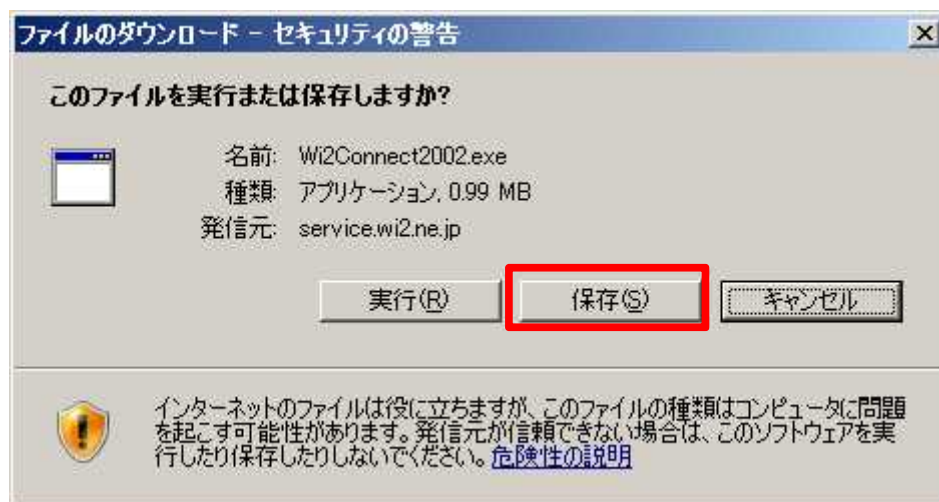 ファイルのダウンロード - セキュリティの警告
このファイルを実行または保存しますか?
名前: Wi2Connect2002.exe
種類: アプリケーション, 0.99 MB
発信元: service.wi2.ne.jp
実行(R) 保存(S) キャンセル
インターネットのファイルは役に立ちますが、このファイルの種類はコンピュータに問題
を起こす可能性があります。発信元が信頼できない場合は、このソフトウェアを実
行したり保存したりしないでください。危険性の説明